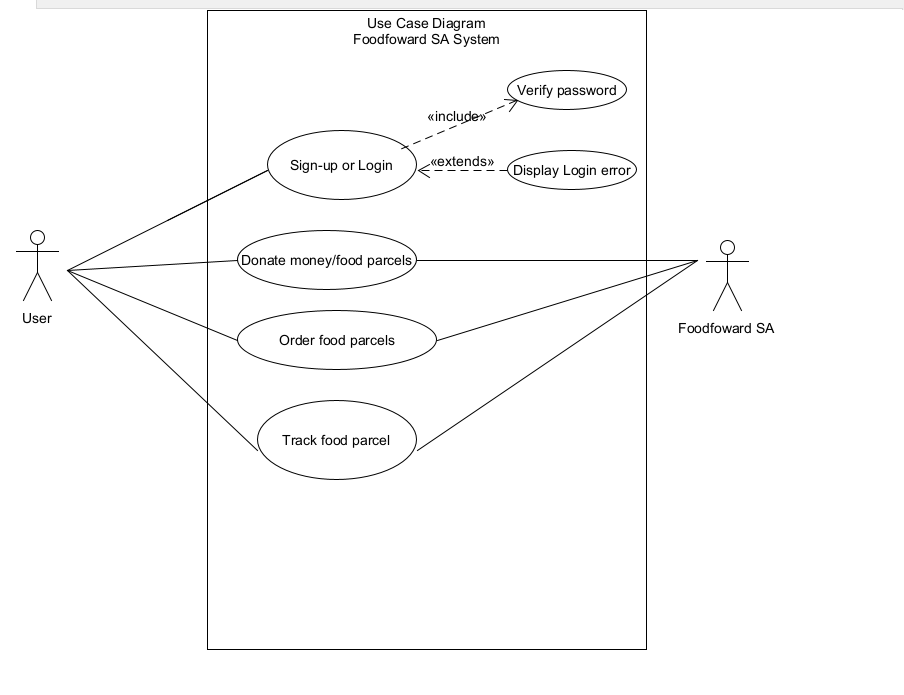 Use Case Diagram
Foodfoward SA System
Verify password
«include»
Sign-up or Login
«extends»
Display Login error
Donate money/food parcels
User
Foodfoward SA
Order food parcels
Track food parcel